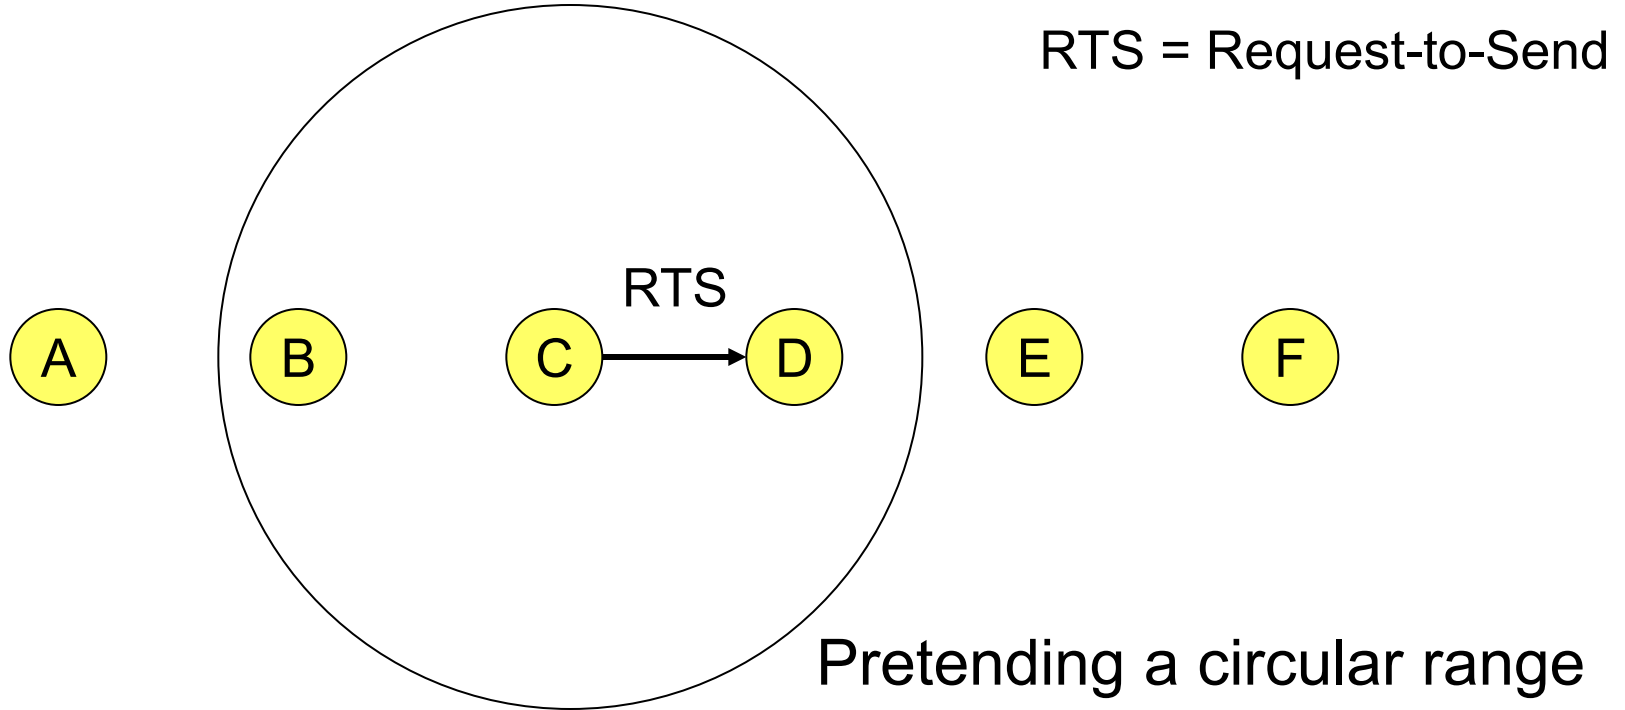 RTS = Request-to-Send
RTS
A B C D E F
Pretending a circular range